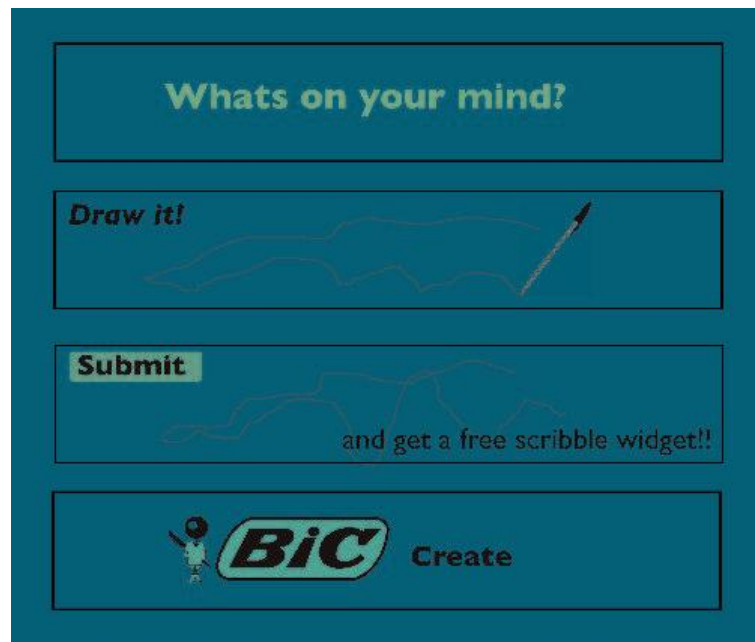 Whats on your mind?
Draw it!
Submit
and get a free scribble widget!!
BiC Create